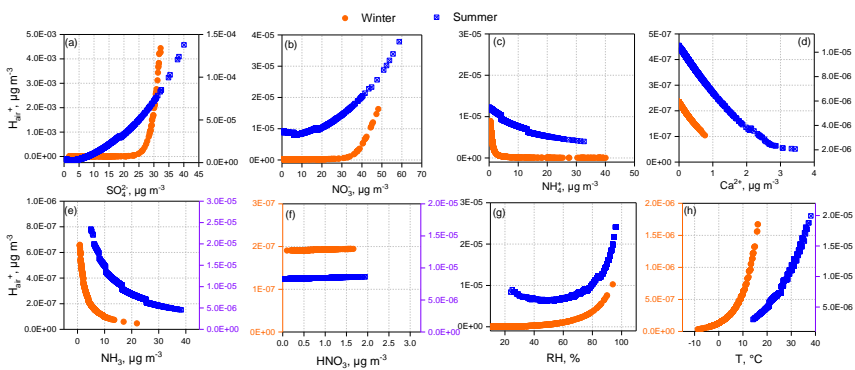 Winter Summer
(a)
5.0E-03
4.0E-03
3.0E-03
2.0E-03
1.0E-03
0.0E+00
1.5E-04
1.0E-04
5.0E-05
0.0E+00
0 5 10 15 20 25 30 35 40 45
SO₄²⁻, µg m⁻³
Hair⁺, µg m⁻³
(b)
4E-05
3E-05
2E-05
1E-05
0E+00
0 10 20 30 40 50 60 70
NO₃⁻, µg m⁻³
(c)
3E-05
2E-05
1E-05
0E+00
0 10 20 30 40 50
NH₄⁺, µg m⁻³
(d)
5E-07
4E-07
3E-07
2E-07
1E-07
0E+00
1.0E-05
8.0E-06
6.0E-06
4.0E-06
2.0E-06
0 1 2 3 4
Ca²⁺, µg m⁻³
(e)
1.0E-06
8.0E-07
6.0E-07
4.0E-07
2.0E-07
0.0E+00
3.0E-05
2.5E-05
2.0E-05
1.5E-05
1.0E-05
5.0E-06
0.0E+00
0 10 20 30 40
NH₃, µg m⁻³
Hair⁺, µg m⁻³
(f)
3E-07
2E-07
1E-07
0E+00
2.0E-05
1.5E-05
1.0E-05
5.0E-06
0.0E+00
0.0 0.5 1.0 1.5 2.0 2.5 3.0
HNO₃, µg m⁻³
(g)
3E-05
2E-05
1E-05
0E+00
20 40 60 80 100
RH, %
(h)
2.0E-06
1.5E-06
1.0E-06
5.0E-07
0.0E+00
2.0E-05
1.5E-05
1.0E-05
5.0E-06
-10 0 10 20 30 40
T, °C